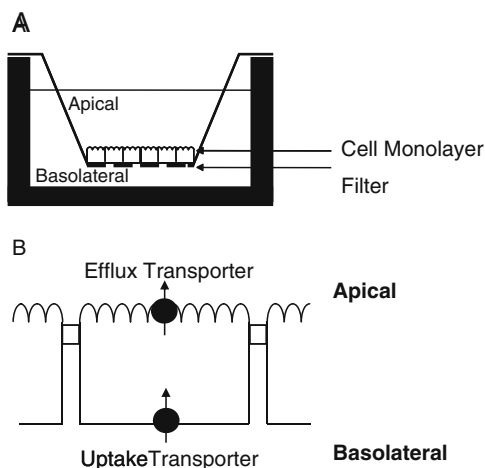 A
Apical
Cell Monolayer
Basolateral
Filter
B
Efflux Transporter
Apical
UptakeTransporter
Basolateral